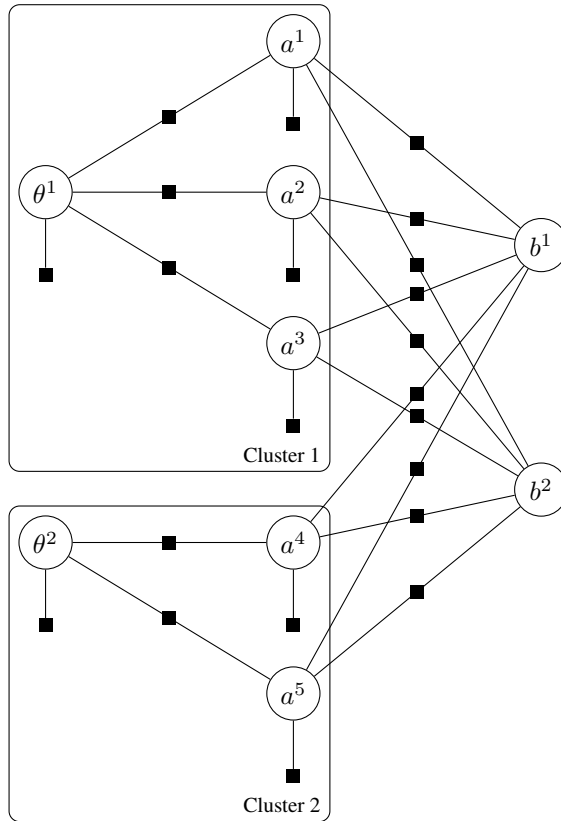 a¹
θ¹
a²
b¹
a³
Cluster 1
b²
θ²
a⁴
a⁵
Cluster 2